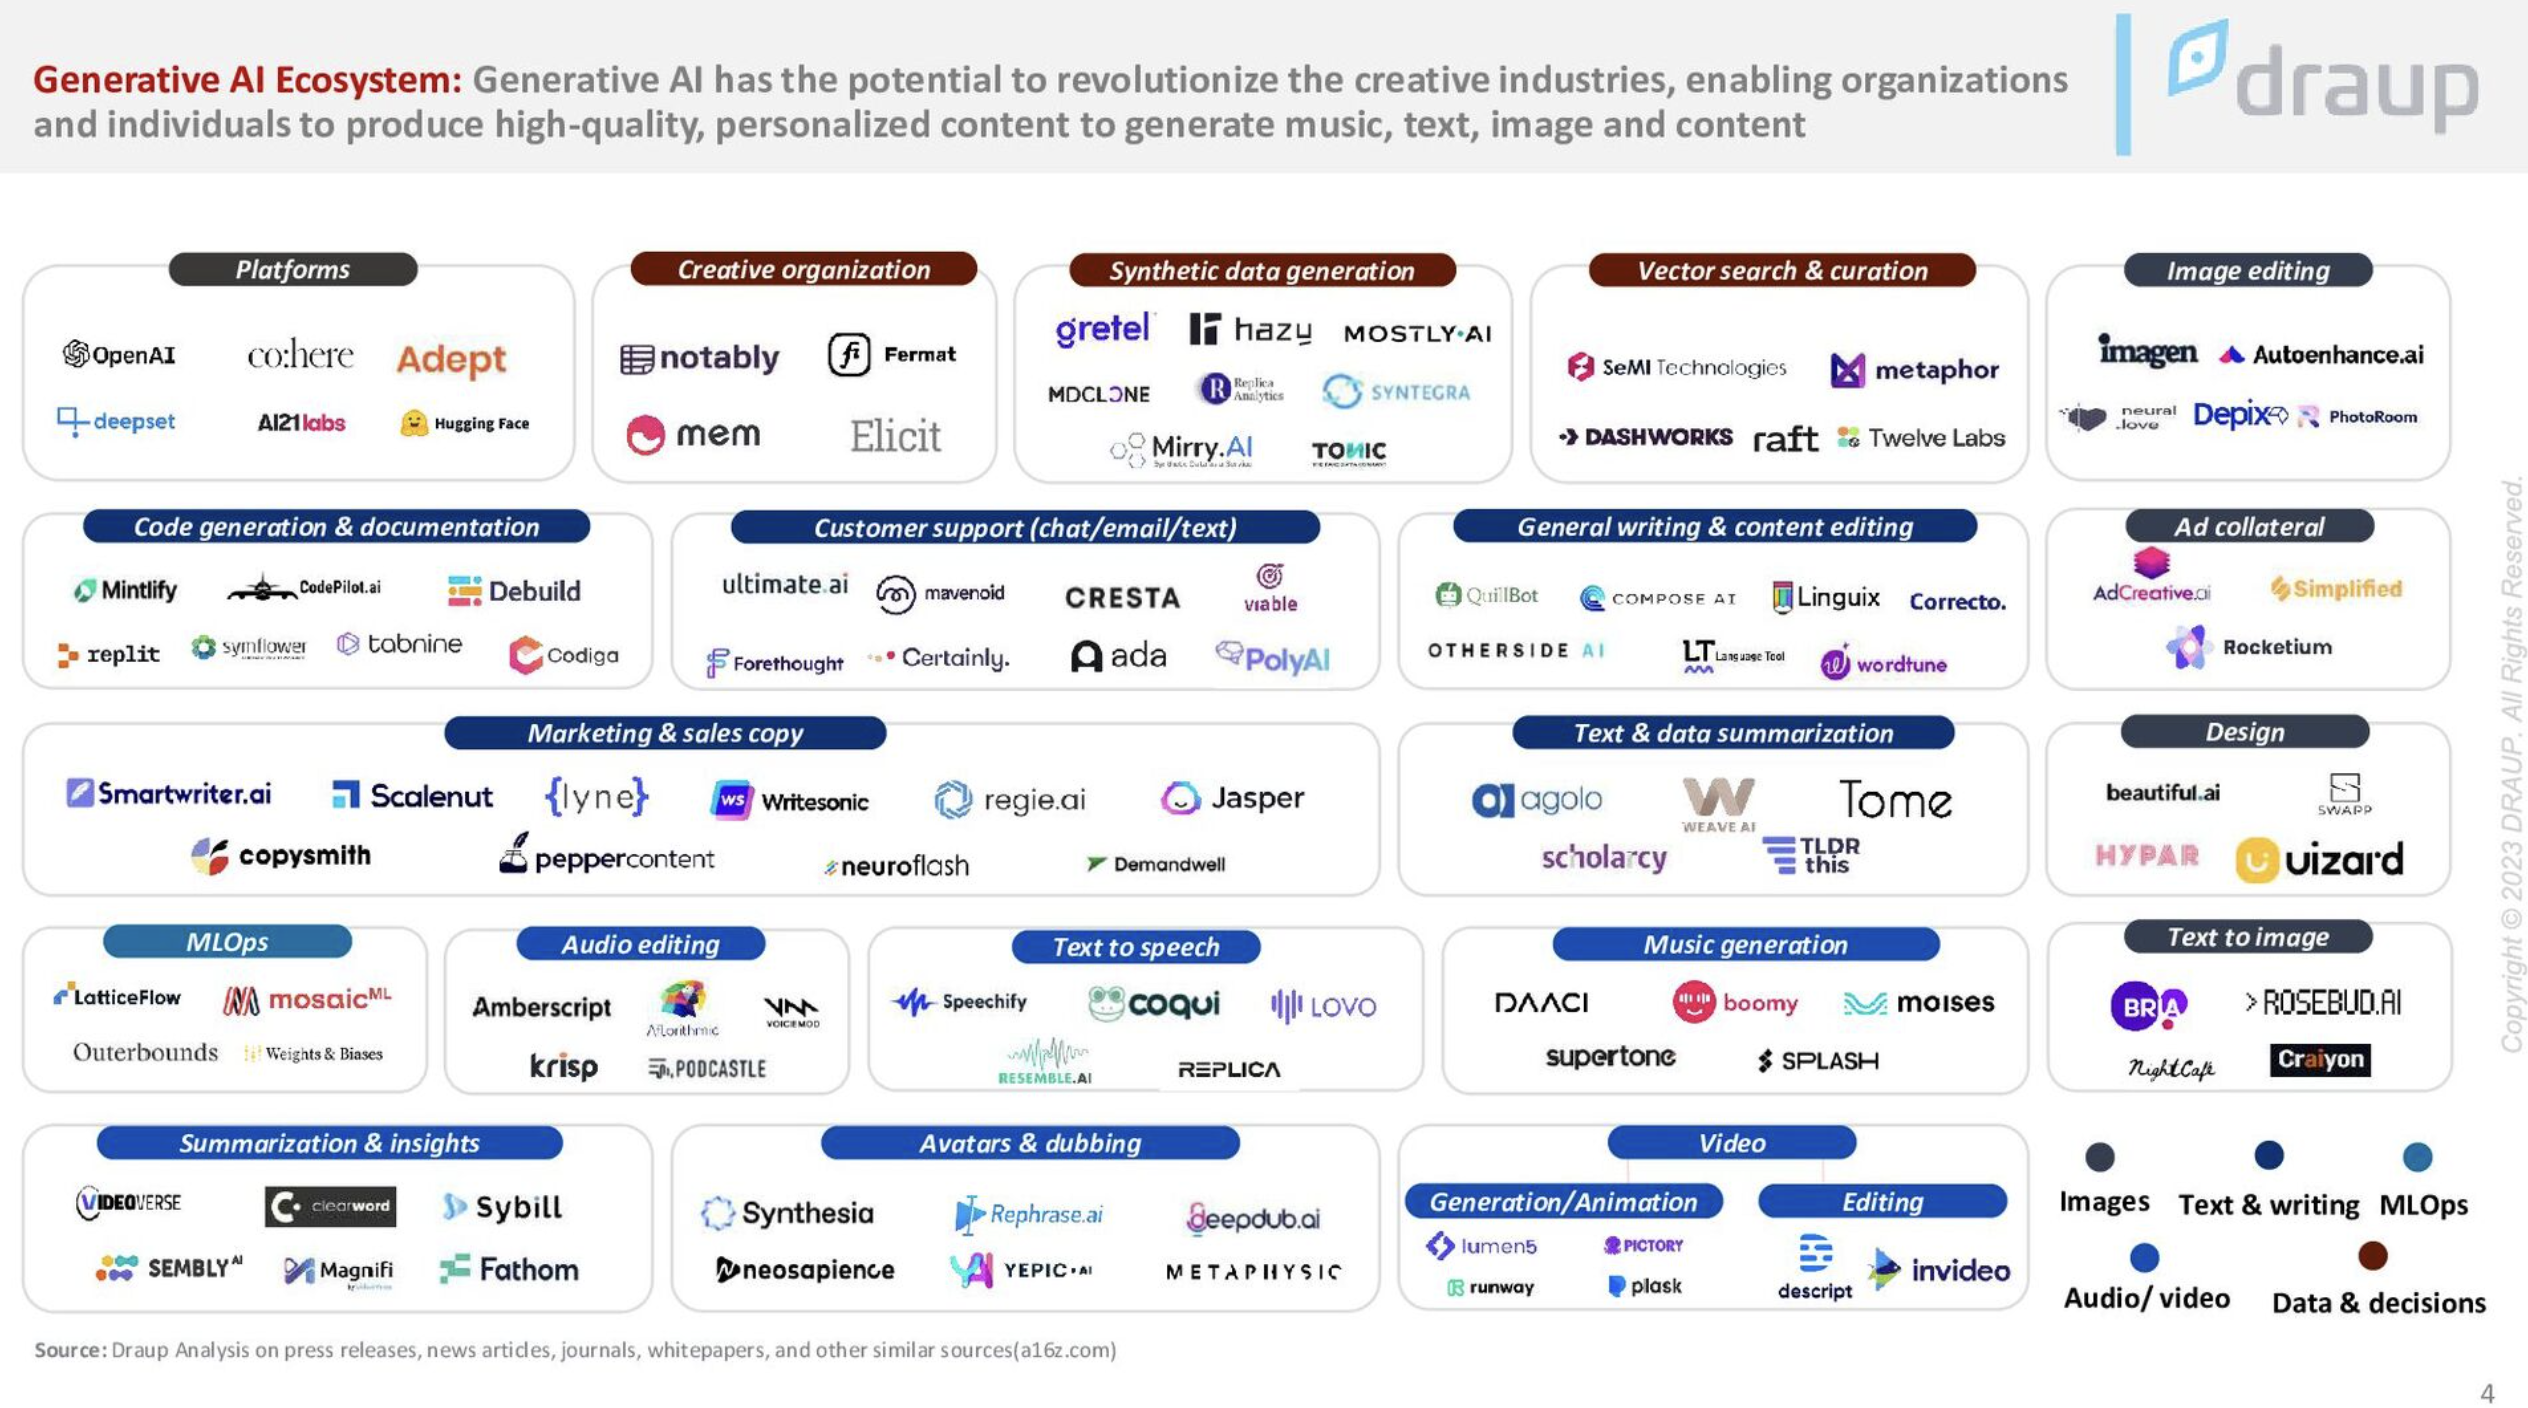 Generative AI Ecosystem: Generative AI has the potential to revolutionize the creative industries, enabling organizations
and individuals to produce high-quality, personalized content to generate music, text, image and content
draup
Platforms
OpenAI
co:here
Adept
deepset
AI21labs
Hugging Face
Creative organization
notably
Fermat
mem
Elicit
Synthetic data generation
gretel
hazy
MOSTLY·AI
MDCLONE
R Replica
Analytics
SYNTEGRA
Mirry.AI
TONIC
Vector search & curation
SeMI Technologies
metaphor
DASHWORKS
raft
Twelve Labs
Image editing
imagen
Autoenhance.ai
neural
.love
Depix
PhotoRoom
Code generation & documentation
Mintlify
CodePilot.ai
Debuild
replit
symflower
tabnine
Codiga
Customer support (chat/email/text)
ultimate.ai
mavenoid
CRESTA
viable
Forethought
Certainly.
ada
PolyAI
General writing & content editing
QuillBot
COMPOSE AI
Linguix
Correcto.
OTHERSIDE AI
LT Language Tool
wordtune
Ad collateral
AdCreative.ai
Simplified
Rocketium
Marketing & sales copy
Smartwriter.ai
Scalenut
{lyne}
WS Writesonic
regie.ai
Jasper
copysmith
peppercontent
neuroflash
Demandwell
Text & data summarization
agolo
WEAVE AI
Tome
scholarcy
TLDR
this
Design
beautiful.ai
SWAPP
HYPAR
uizard
MLOps
LatticeFlow
mosaicML
Outerbounds
Weights & Biases
Audio editing
Amberscript
Aflorithmic
VOICEMOD
krisp
PODCASTLE
Text to speech
Speechify
coqui
LOVO
RESEMBLE.AI
REPLICA
Music generation
DAACI
boomy
moises
supertone
SPLASH
Text to image
BRIA
>ROSEBUD.AI
NightCafé
Craiyon
Summarization & insights
VIDEOVERSE
clearword
Sybill
SEMBLY AI
Magnifi
Fathom
Avatars & dubbing
Synthesia
Rephrase.ai
deepdub.ai
neosapience
YEPIC·AI
METAPHYSIC
Video
Generation/Animation
lumen5
PICTORY
runway
plask
Editing
descript
invideo
Images
Text & writing
MLOps
Audio/ video
Data & decisions
Source: Draup Analysis on press releases, news articles, journals, whitepapers, and other similar sources(a16z.com)
Copyright © 2023 DRAUP. All Rights Reserved.
4